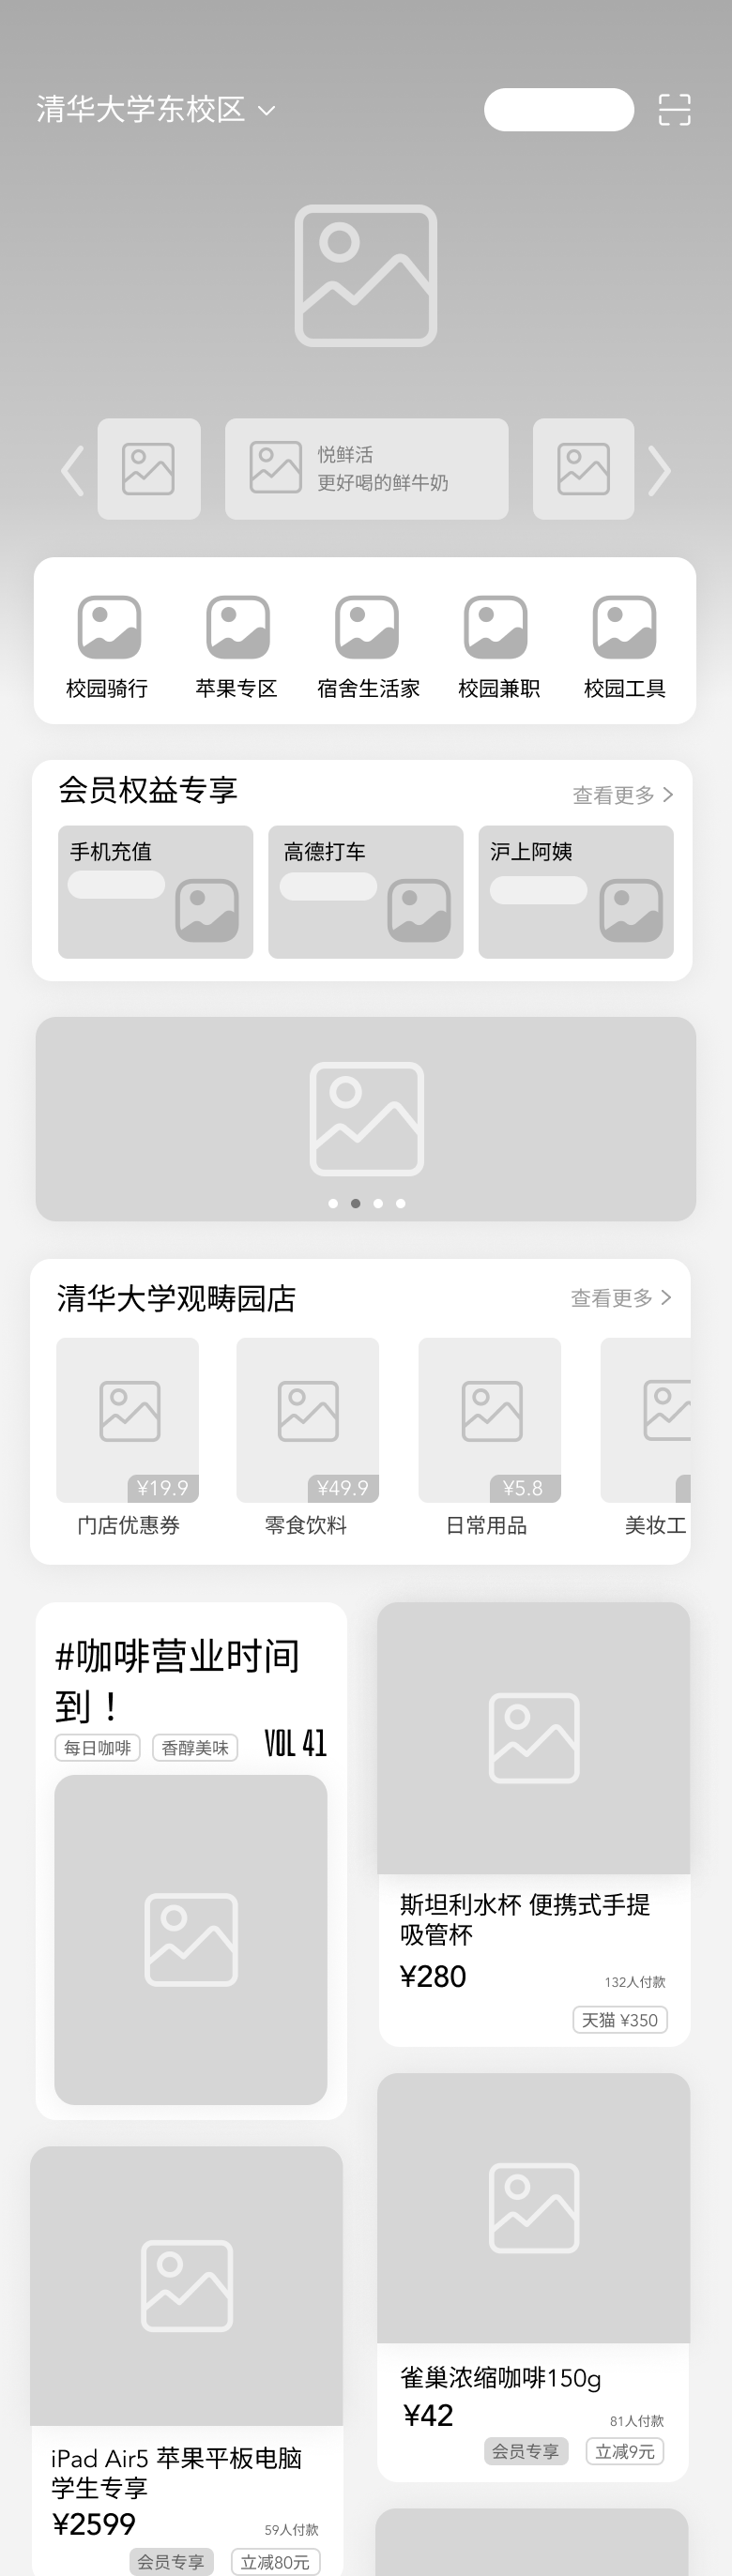 清华大学东校区
悦鲜活
更好喝的鲜牛奶
校园骑行
苹果专区
宿舍生活家
校园兼职
校园工具
会员权益专享
查看更多
手机充值
高德打车
沪上阿姨
清华大学观畴园店
查看更多
¥19.9
¥49.9
¥5.8
门店优惠券
零食饮料
日常用品
美妆工
#咖啡营业时间
到！
每日咖啡
香醇美味
VOL 41
斯坦利水杯 便携式手提
吸管杯
¥280
132人付款
天猫 ¥350
雀巢浓缩咖啡150g
¥42
81人付款
会员专享
立减9元
iPad Air5 苹果平板电脑
学生专享
¥2599
59人付款
会员专享
立减80元